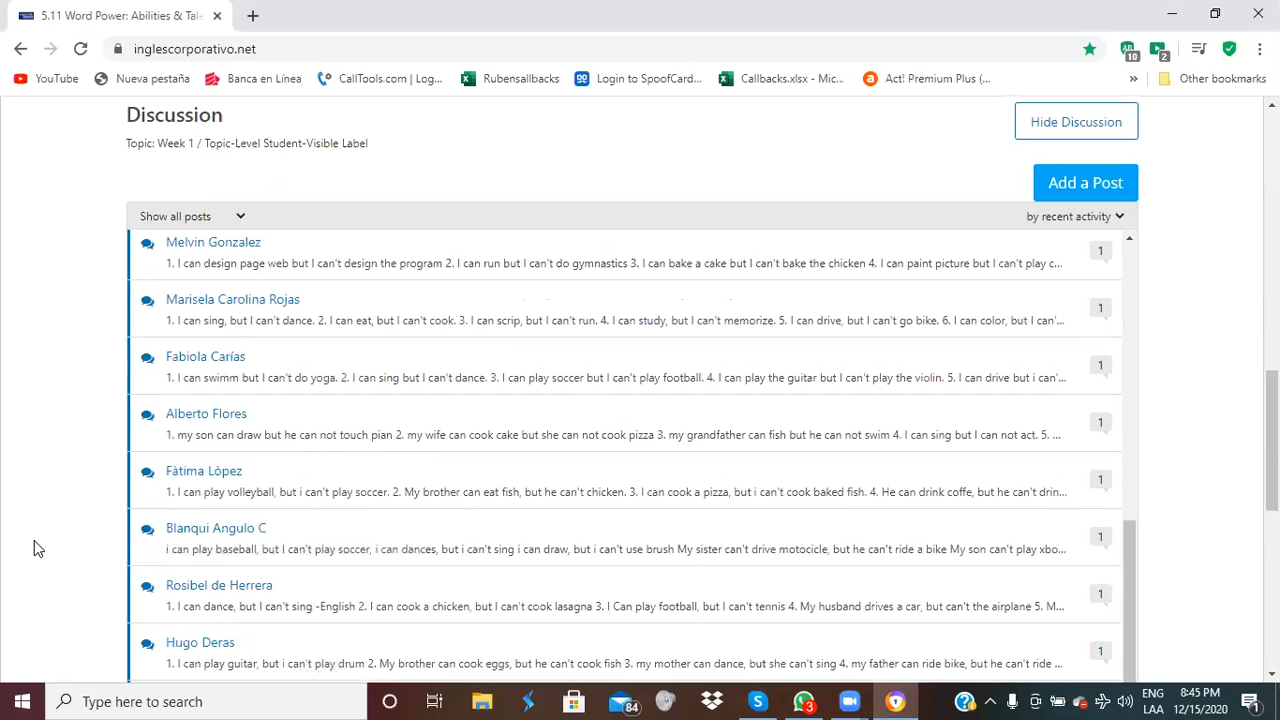 5.11 Word Power: Abilities & Tale
inglescorporativo.net
10
2
YouTube
Nueva pestaña
Banca en Línea
CallTools.com | Log...
Rubensallbacks
Login to SpoofCard...
Callbacks.xlsx - Mic...
Act! Premium Plus (...
»
Other bookmarks
Discussion
Hide Discussion
Topic: Week 1 / Topic-Level Student-Visible Label
Add a Post
Show all posts
by recent activity
Melvin Gonzalez
1
1. I can design page web but I can't design the program 2. I can run but I can't do gymnastics 3. I can bake a cake but I can't bake the chicken 4. I can paint picture but I can't play c...
Marisela Carolina Rojas
1
1. I can sing, but I can't dance. 2. I can eat, but I can't cook. 3. I can scrip, but I can't run. 4. I can study, but I can't memorize. 5. I can drive, but I can't go bike. 6. I can color, but I can'...
Fabiola Carías
1
1. I can swimm but I can't do yoga. 2. I can sing but I can't dance. 3. I can play soccer but I can't play football. 4. I can play the guitar but I can't play the violin. 5. I can drive but i can'...
Alberto Flores
1
1. my son can draw but he can not touch pian 2. my wife can cook cake but she can not cook pizza 3. my grandfather can fish but he can not swim 4. I can sing but I can not act. 5. ...
Fàtima Lòpez
1
1. I can play volleyball, but i can't play soccer. 2. My brother can eat fish, but he can't chicken. 3. I can cook a pizza, but i can't cook baked fish. 4. He can drink coffe, but he can't drin...
Blanqui Angulo C
1
i can play baseball, but I can't play soccer, i can dances, but i can't sing i can draw, but i can't use brush My sister can't drive motocicle, but he can't ride a bike My son can't play xbo...
Rosibel de Herrera
1
1. I can dance, but I can't sing -English 2. I can cook a chicken, but I can't cook lasagna 3. I Can play football, but I can't tennis 4. My husband drives a car, but can't the airplane 5. M...
Hugo Deras
1
1. I can play guitar, but i can't play drum 2. My brother can cook eggs, but he can't cook fish 3. my mother can dance, but she can't sing 4. my father can ride bike, but he can't ride ...
Type here to search
84
3
ENG
LAA
8:45 PM
12/15/2020
1